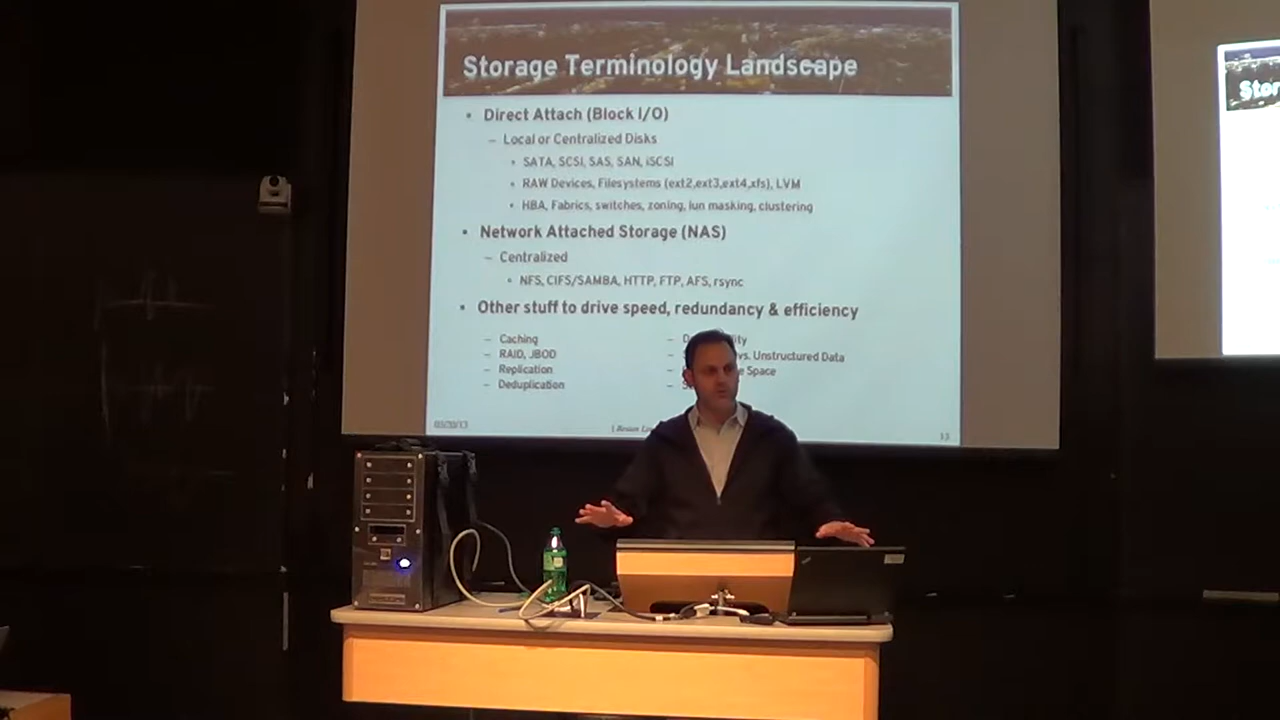 Storage Terminology Landscape
• Direct Attach (Block I/O)
– Local or Centralized Disks
• SATA, SCSI, SAS, SAN, iSCSI
• RAW Devices, Filesystems (ext2,ext3,ext4,xfs), LVM
• HBA, Fabrics, switches, zoning, lun masking, clustering
• Network Attached Storage (NAS)
– Centralized
• NFS, CIFS/SAMBA, HTTP, FTP, AFS, rsync
• Other stuff to drive speed, redundancy & efficiency
– Caching
– RAID, JBOD
– Replication
– Deduplication
vs. Unstructured Data
Space
13
Stor